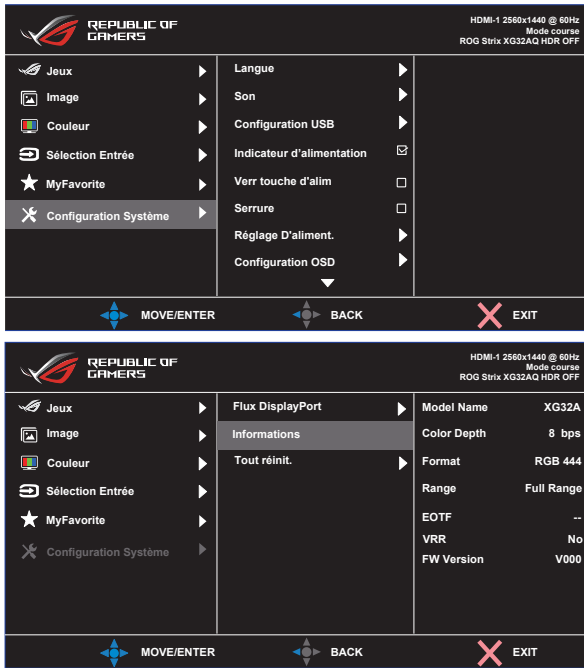 REPUBLIC OF
GAMERS
HDMI-1 2560x1440 @ 60Hz
Mode course
ROG Strix XG32AQ HDR OFF
Jeux
Image
Couleur
Sélection Entrée
MyFavorite
Configuration Système
Langue
Son
Configuration USB
Indicateur d’alimentation
Verr touche d'alim
Serrure
Réglage D'aliment.
Configuration OSD
MOVE/ENTER
BACK
EXIT
REPUBLIC OF
GAMERS
HDMI-1 2560x1440 @ 60Hz
Mode course
ROG Strix XG32AQ HDR OFF
Jeux
Image
Couleur
Sélection Entrée
MyFavorite
Configuration Système
Flux DisplayPort
Informations
Tout réinit.
Model Name XG32A
Color Depth 8 bps
Format RGB 444
Range Full Range
EOTF --
VRR No
FW Version V000
MOVE/ENTER
BACK
EXIT